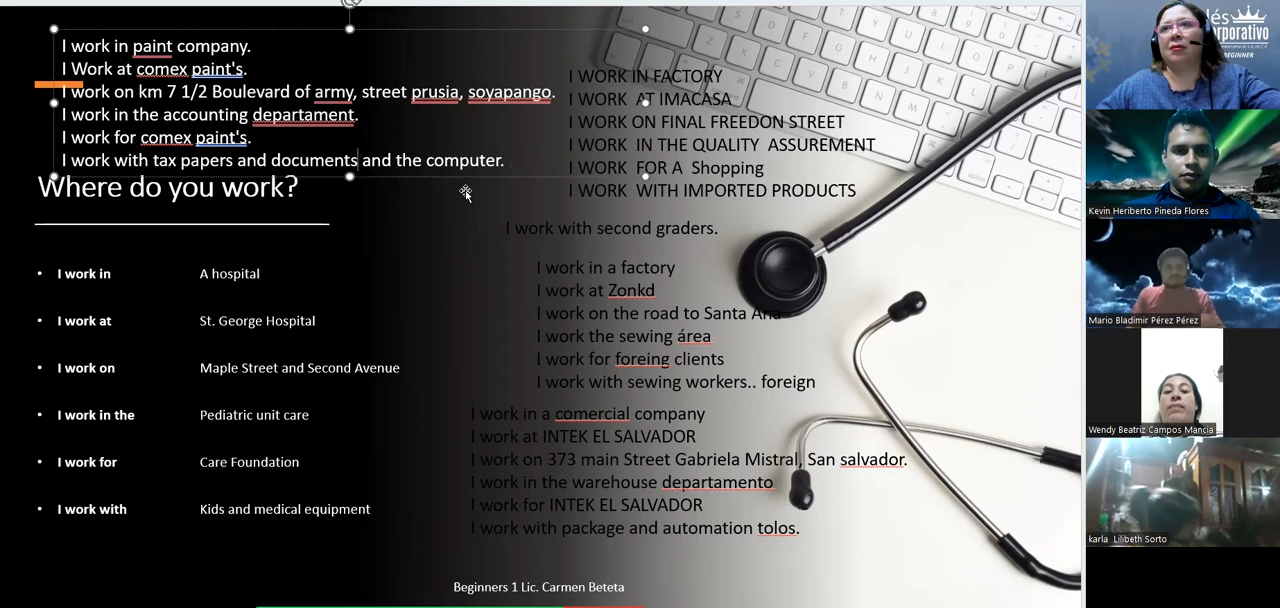 I work in paint company.
I Work at comex paint's.
I work on km 7 1/2 Boulevard of army, street prusia, soyapango.
I work in the accounting departament.
I work for comex paint's.
I work with tax papers and documents and the computer.
Where do you work?
• I work in A hospital
• I work at St. George Hospital
• I work on Maple Street and Second Avenue
• I work in the Pediatric unit care
• I work for Care Foundation
• I work with Kids and medical equipment
I WORK IN FACTORY
I WORK AT IMACASA
I WORK ON FINAL FREEDON STREET
I WORK IN THE QUALITY ASSUREMENT
I WORK FOR A Shopping
I WORK WITH IMPORTED PRODUCTS
I work with second graders.
I work in a factory
I work at Zonkd
I work on the road to Santa Ana
I work the sewing área
I work for foreing clients
I work with sewing workers.. foreign
I work in a comercial company
I work at INTEK EL SALVADOR
I work on 373 main Street Gabriela Mistral, San salvador.
I work in the warehouse departamento
I work for INTEK EL SALVADOR
I work with package and automation tolos.
Beginners 1 Lic. Carmen Beteta
BEGINNER
Kevin Heriberto Pineda Flores
Mario Bladimir Pérez Pérez
Wendy Beatriz Campos Mancia
karla Lilibeth Sorto